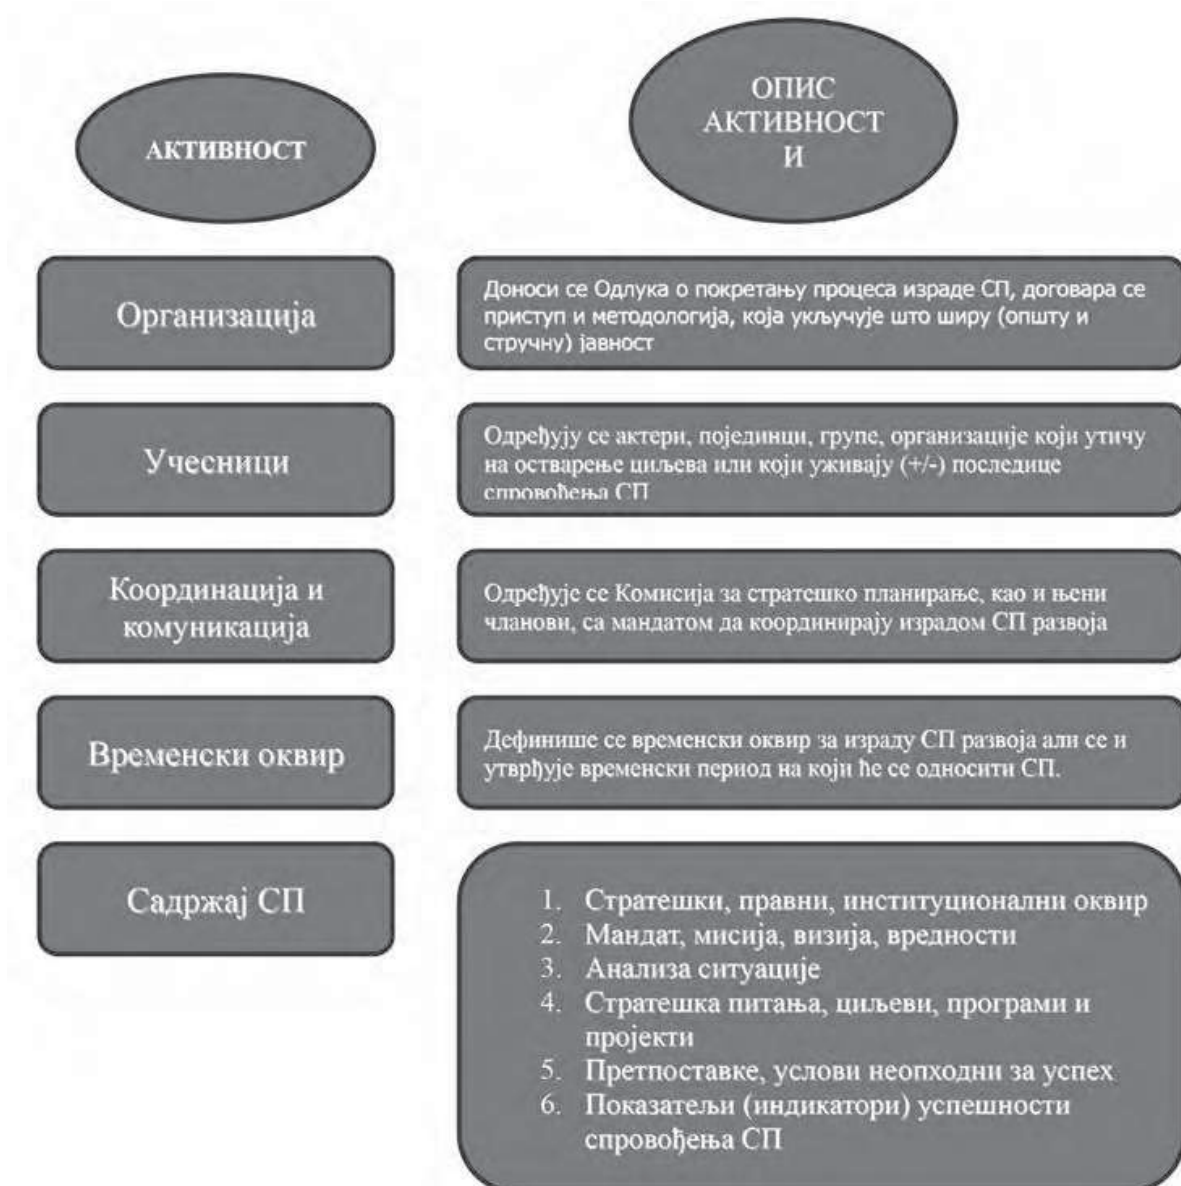 АКТИВНОСТ
ОПИС
АКТИВНОСТ
И
Организација
Доноси се Одлука о покретању процеса израде СП, договара се
приступ и методологија, која укључује што ширу (општу и
стручну) јавност
Учесници
Одређују се актери, појединци, групе, организације који утичу
на остварење циљева или који уживају (+/-) последице
спровођења СП
Координација и
комуникација
Одређује се Комисија за стратешко планирање, као и њени
чланови, са мандатом да координирају израдом СП развоја
Временски оквир
Дефинише се временски оквир за израду СП развоја али се и
утврђује временски период на који ће се односити СП.
Садржај СП
1. Стратешки, правни, институционални оквир
2. Мандат, мисија, визија, вредности
3. Анализа ситуације
4. Стратешка питања, циљеви, програми и
пројекти
5. Претпоставке, услови неопходни за успех
6. Показатељи (индикатори) успешности
спровођења СП